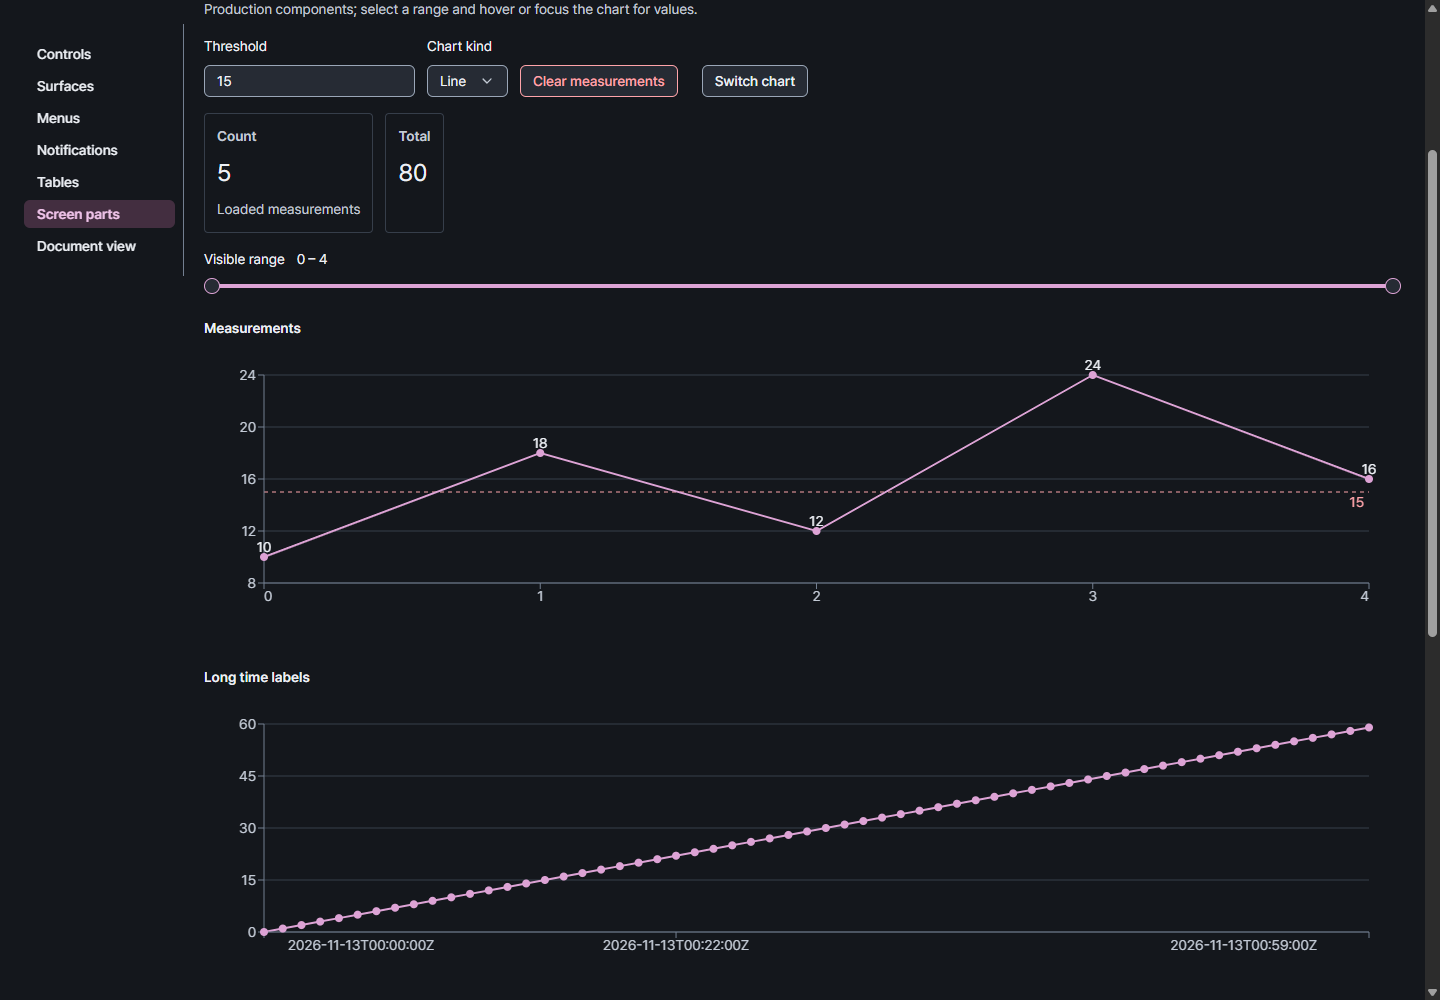 Production components; select a range and hover or focus the chart for values.
Controls
Surfaces
Menus
Notifications
Tables
Screen parts
Document view
Threshold
Chart kind
15
Line
Clear measurements
Switch chart
Count
5
Loaded measurements
Total
80
Visible range 0 – 4
Measurements
24
20
16
12
8
10
18
12
24
16
15
0
1
2
3
4
Long time labels
60
45
30
15
0
2026-11-13T00:00:00Z
2026-11-13T00:22:00Z
2026-11-13T00:59:00Z